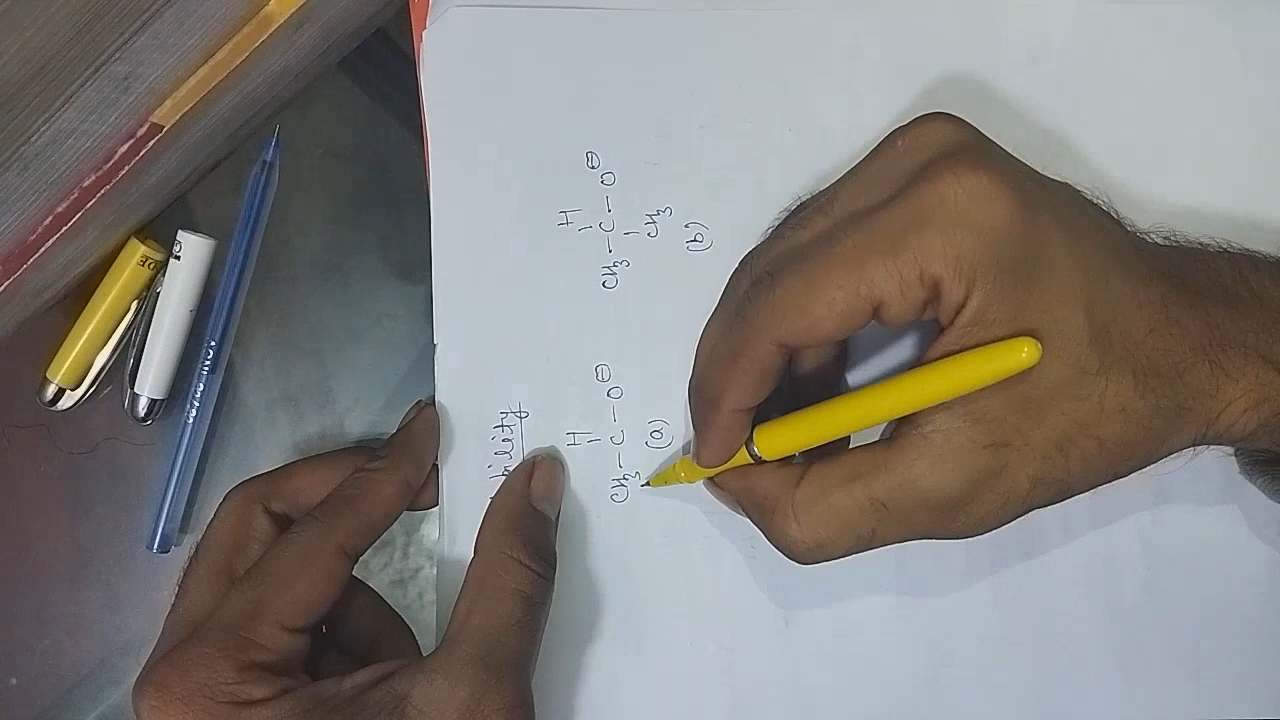 bility
H
|
CH₃–C–O⊖
(a)
H
|
CH₃–C–O⊖
|
CH₃
(b)